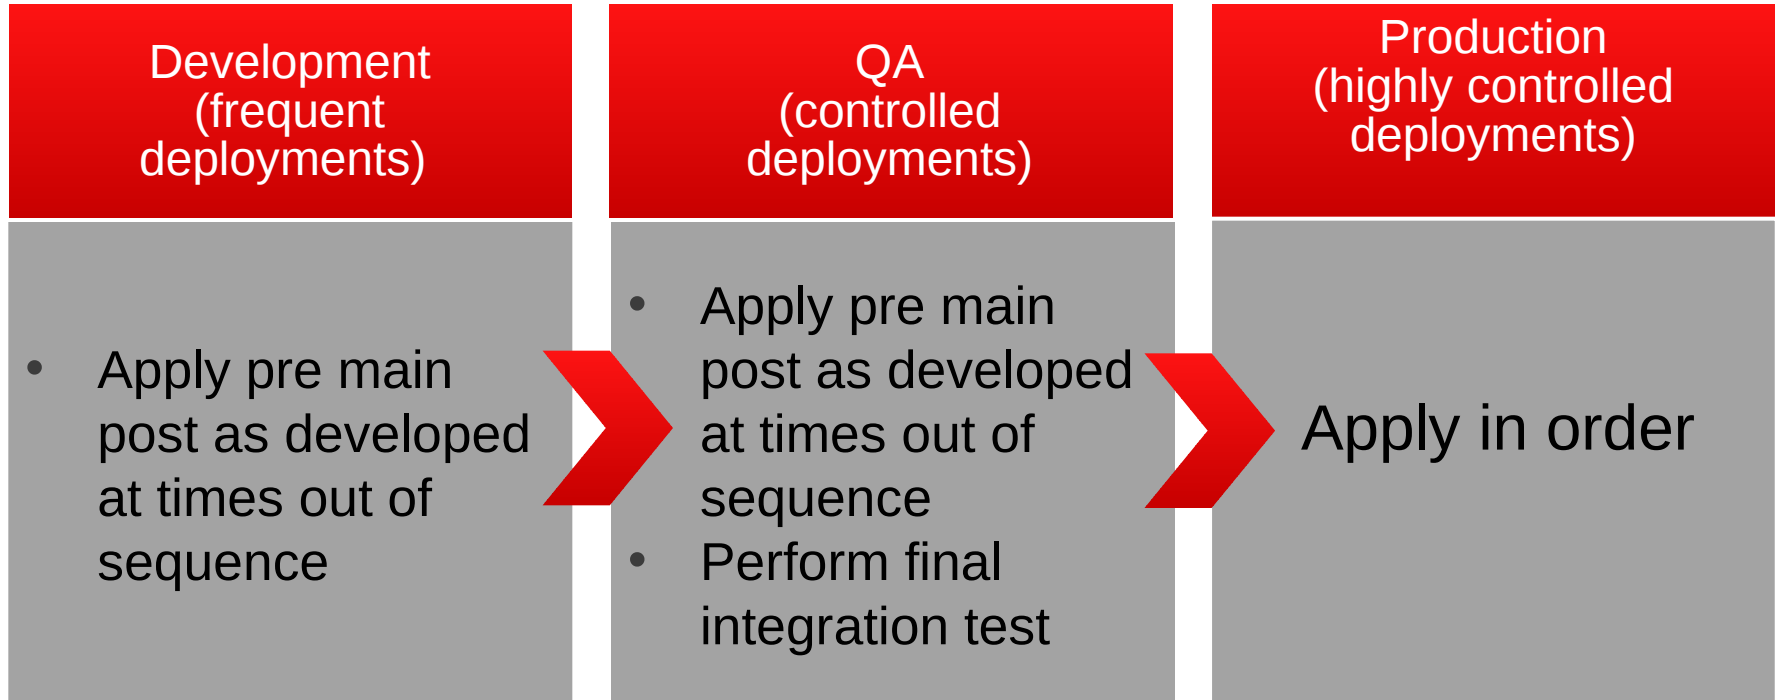 Development
(frequent
deployments)
• Apply pre main
post as developed
at times out of
sequence
QA
(controlled
deployments)
• Apply pre main
post as developed
at times out of
sequence
• Perform final
integration test
Production
(highly controlled
deployments)
Apply in order